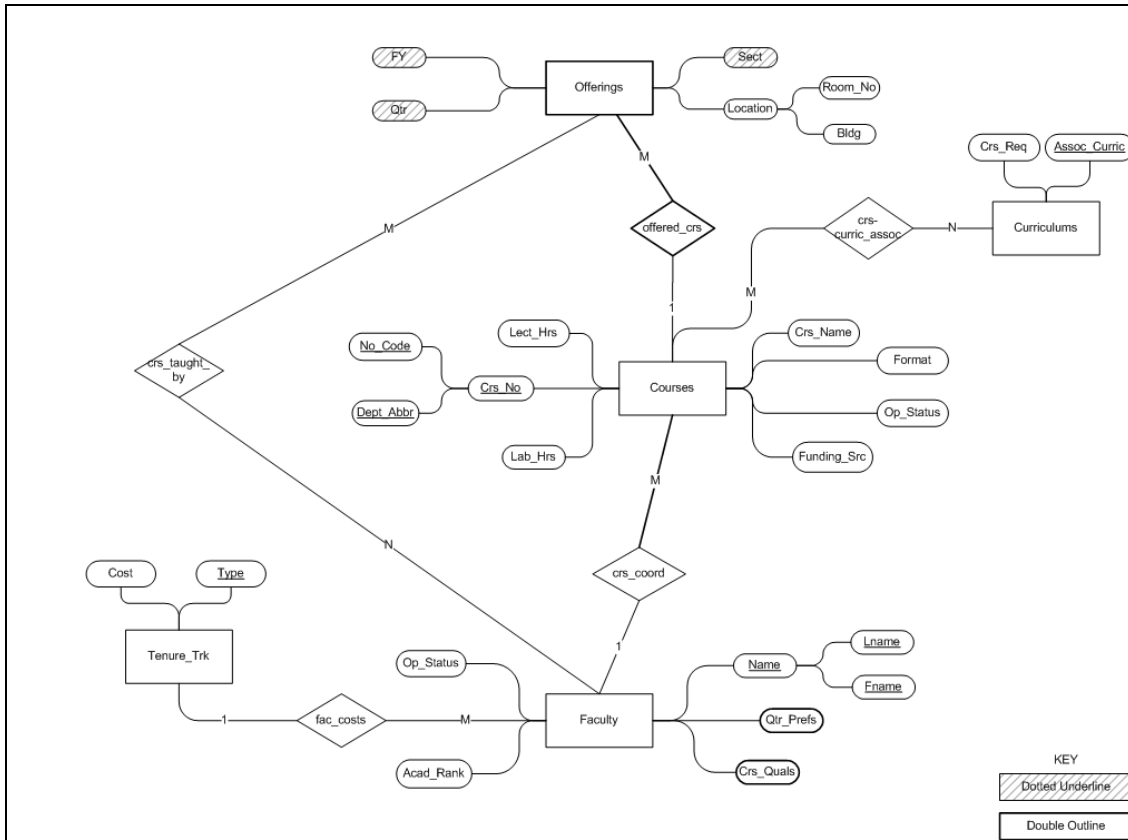 FY
Sect
Offerings
Room_No
Qtr
Location
Bldg
Crs_Req
Assoc_Curric
M
offered_crs
crs-
curric_assoc
N
Curriculums
M
M
1
Lect_Hrs
Crs_Name
No_Code
Format
crs_taught_
by
Crs_No
Courses
Dept_Abbr
Op_Status
Lab_Hrs
Funding_Src
M
N
crs_coord
Cost
Type
1
Tenure_Trk
Op_Status
Name
Lname
Fname
1
fac_costs
M
Faculty
Qtr_Prefs
Acad_Rank
Crs_Quals
KEY
Dotted Underline
Double Outline